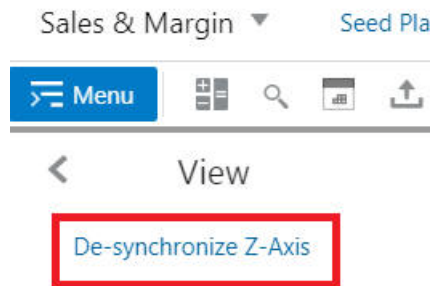 Sales & Margin Seed Pla
Menu
View
De-synchronize Z-Axis